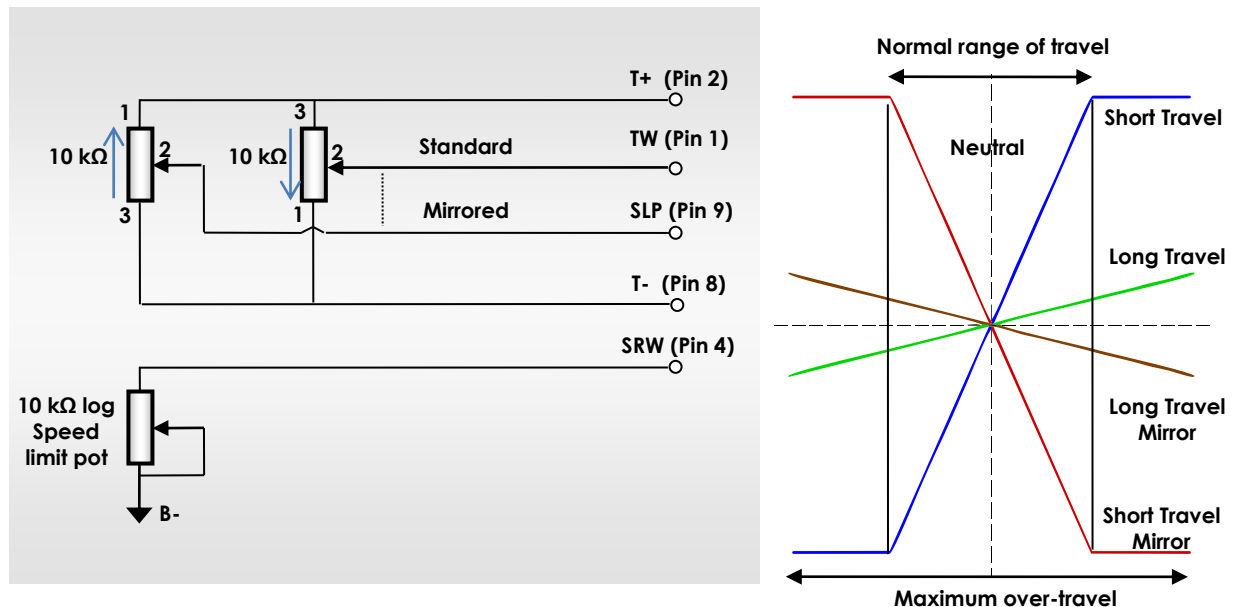 T+ (Pin 2)
1
3
10 kΩ
2
10 kΩ
2
Standard
TW (Pin 1)
3
1
Mirrored
SLP (Pin 9)
T- (Pin 8)
SRW (Pin 4)
10 kΩ log
Speed
limit pot
B-
Normal range of travel
Short Travel
Neutral
Long Travel
Long Travel
Mirror
Short Travel
Mirror
Maximum over-travel